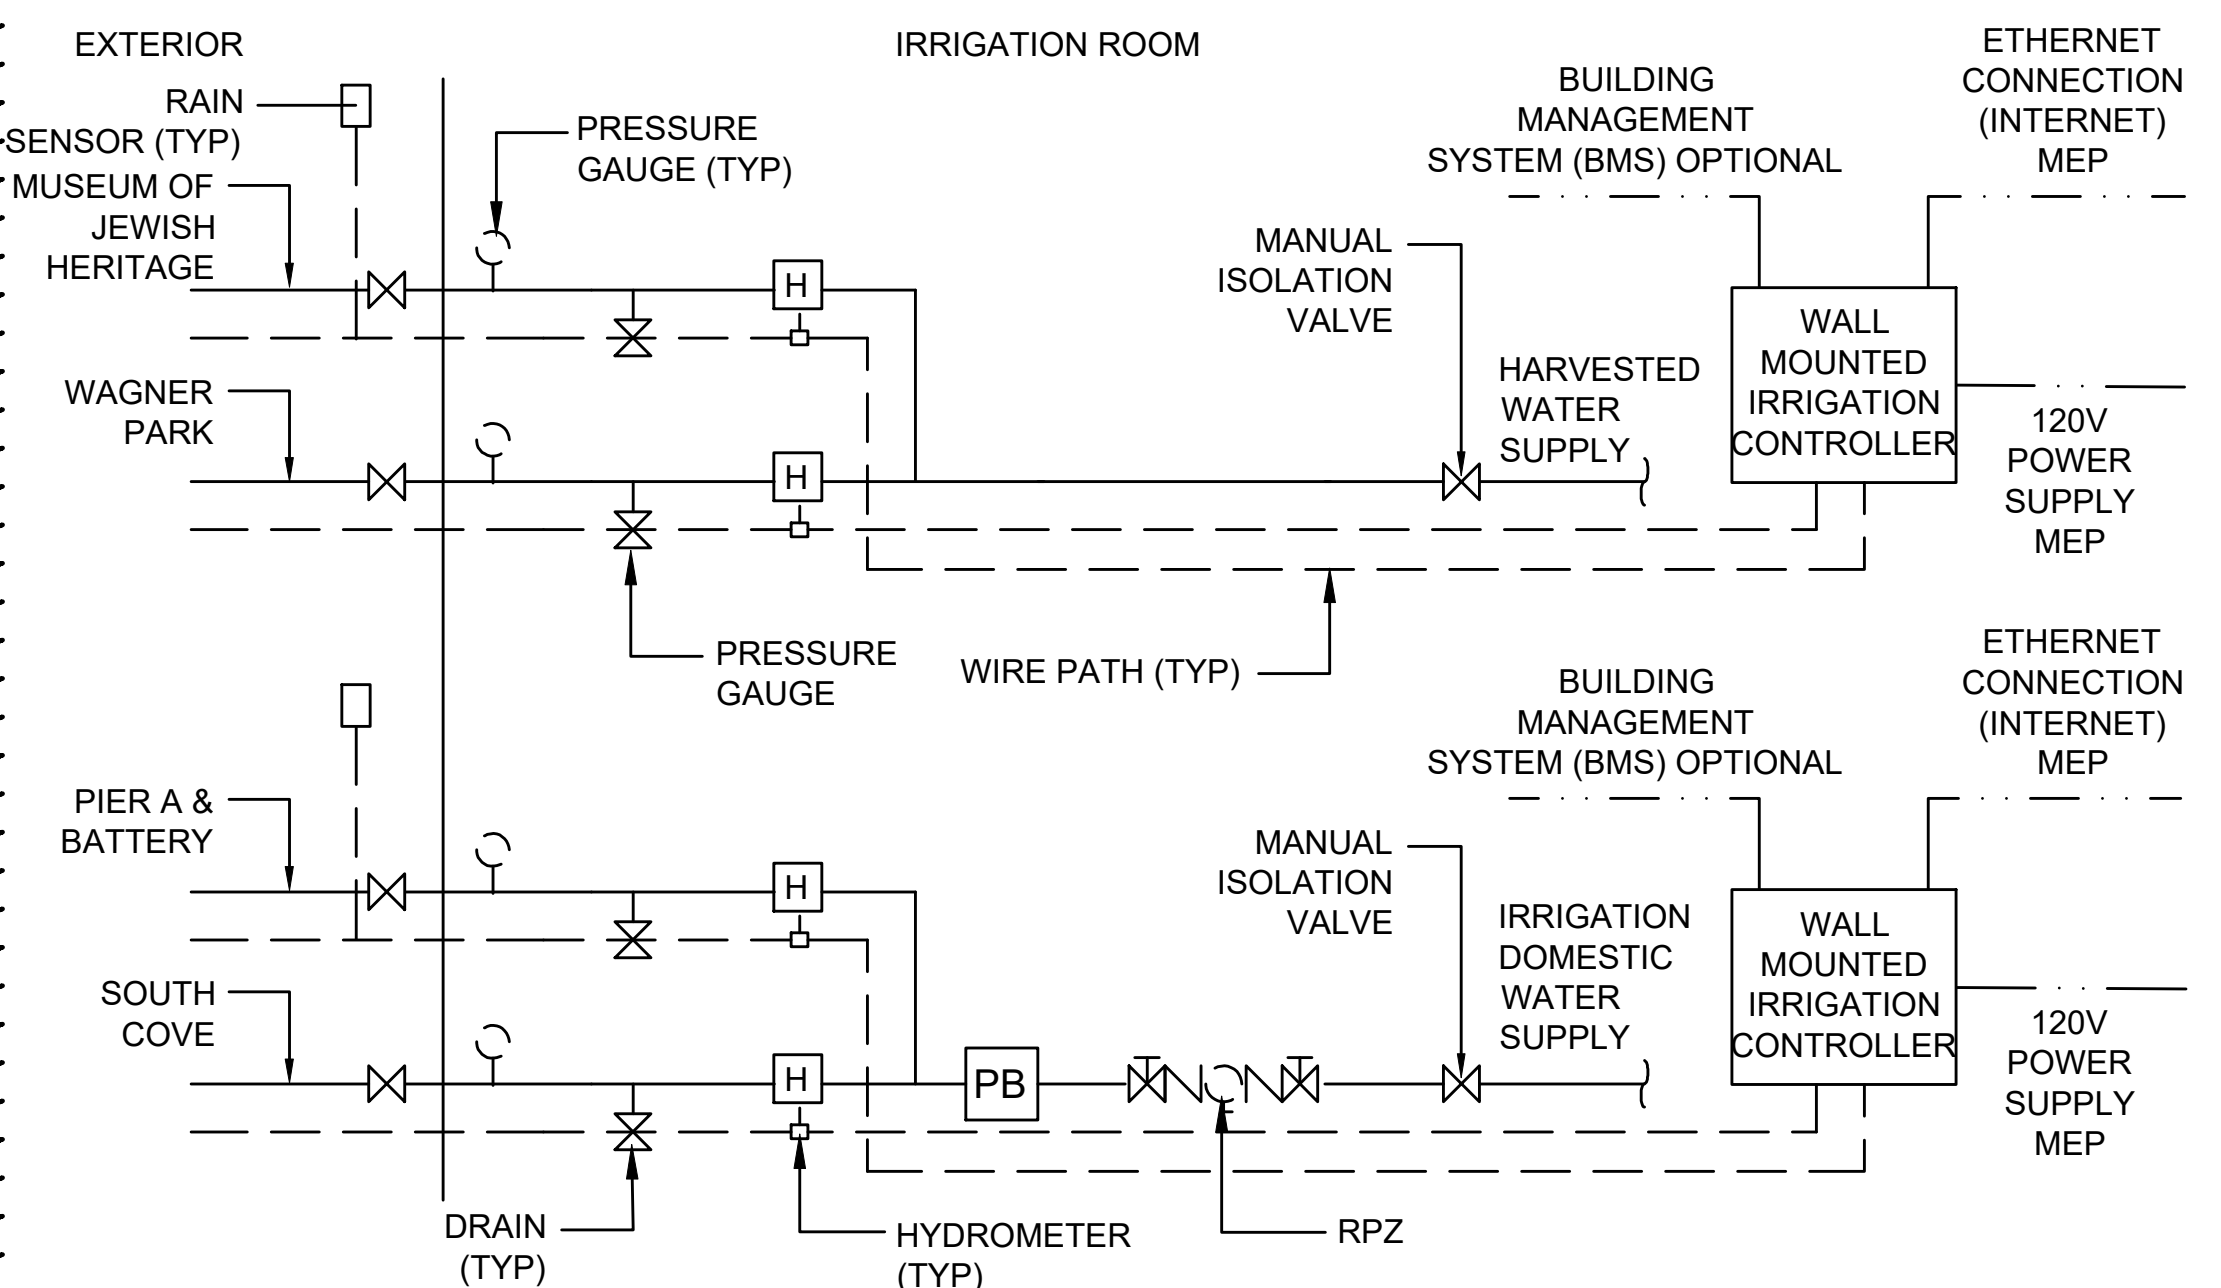 EXTERIOR
IRRIGATION ROOM
RAIN
SENSOR (TYP)
MUSEUM OF
JEWISH
HERITAGE
PRESSURE
GAUGE (TYP)
BUILDING
MANAGEMENT
SYSTEM (BMS) OPTIONAL
ETHERNET
CONNECTION
(INTERNET)
MEP
H
MANUAL
ISOLATION
VALVE
WALL
MOUNTED
IRRIGATION
CONTROLLER
WAGNER
PARK
H
HARVESTED
WATER
SUPPLY
120V
POWER
SUPPLY
MEP
PRESSURE
GAUGE
WIRE PATH (TYP)
BUILDING
MANAGEMENT
SYSTEM (BMS) OPTIONAL
ETHERNET
CONNECTION
(INTERNET)
MEP
PIER A &
BATTERY
H
MANUAL
ISOLATION
VALVE
IRRIGATION
DOMESTIC
WATER
SUPPLY
WALL
MOUNTED
IRRIGATION
CONTROLLER
SOUTH
COVE
H
PB
120V
POWER
SUPPLY
MEP
DRAIN
(TYP)
HYDROMETER
(TYP)
RPZ